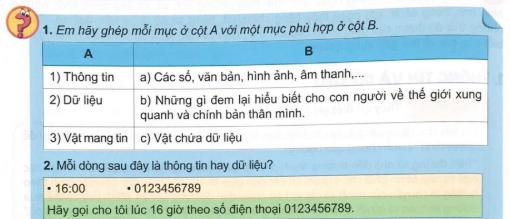 1. Em hãy ghép mỗi mục ở cột A với một mục phù hợp ở cột B.
A B
1) Thông tin a) Các số, văn bản, hình ảnh, âm thanh,...
2) Dữ liệu b) Những gì đem lại hiểu biết cho con người về thế giới xung
quanh và chính bản thân mình.
3) Vật mang tin c) Vật chứa dữ liệu
2. Mỗi dòng sau đây là thông tin hay dữ liệu?
• 16:00 • 0123456789
Hãy gọi cho tôi lúc 16 giờ theo số điện thoại 0123456789.